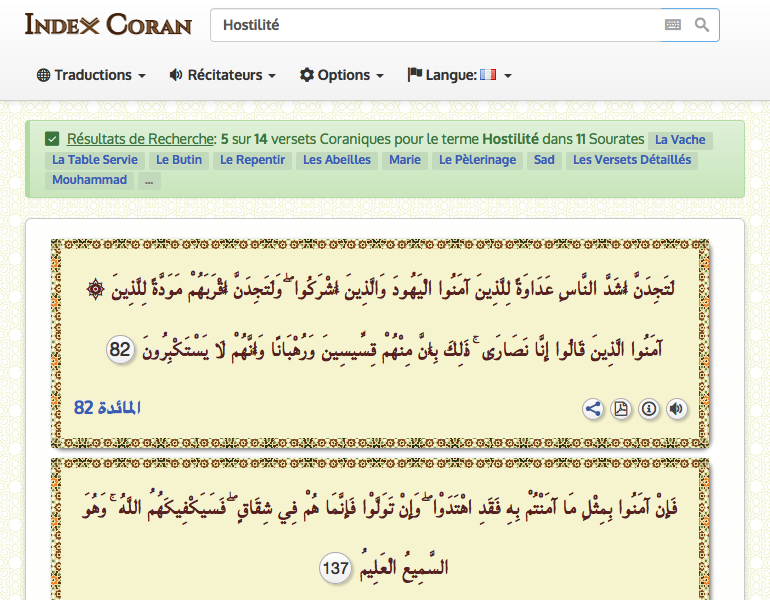 INDEX CORAN
Hostilité
Traductions
Récitateurs
Options
Langue:
Résultats de Recherche: 5 sur 14 versets Coraniques pour le terme Hostilité dans 11 Sourates La Vache
La Table Servie Le Butin Le Repentir Les Abeilles Marie Le Pèlerinage Sad Les Versets Détaillés
Mouhammad ...
لَتَجِدَنَّ أَشَدَّ النَّاسِ عَدَاوَةً لِلَّذِينَ آمَنُوا الْيَهُودَ وَالَّذِينَ أَشْرَكُوا ۖ وَلَتَجِدَنَّ أَقْرَبَهُمْ مَوَدَّةً لِلَّذِينَ ۞
آمَنُوا الَّذِينَ قَالُوا إِنَّا نَصَارَى ۚ ذَلِكَ بِأَنَّ مِنْهُمْ قِسِّيسِينَ وَرُهْبَانًا وَأَنَّهُمْ لَا يَسْتَكْبِرُونَ 82
المائدة 82
فَإِنْ آمَنُوا بِمِثْلِ مَا آمَنْتُمْ بِهِ فَقَدِ اهْتَدَوْا ۖ وَإِنْ تَوَلَّوْا فَإِنَّمَا هُمْ فِي شِقَاقٍ ۖ فَسَيَكْفِيكَهُمُ اللَّهُ ۚ وَهُوَ
السَّمِيعُ الْعَلِيمُ 137